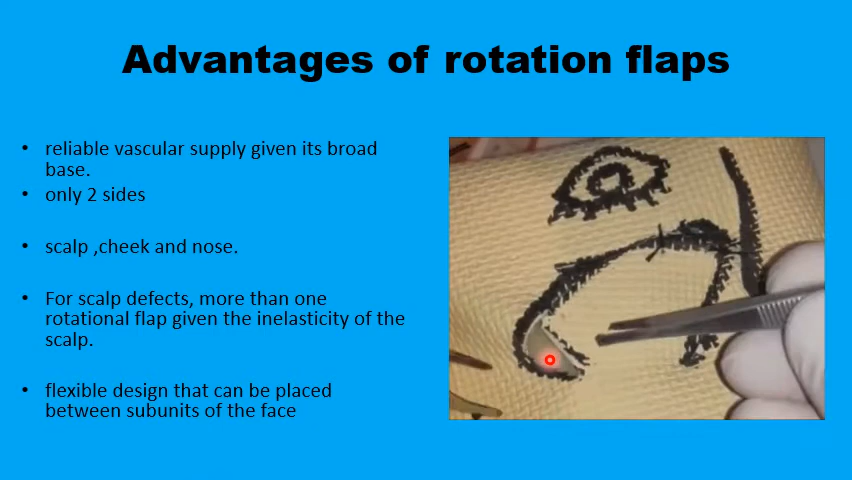 Advantages of rotation flaps
• reliable vascular supply given its broad
base.
• only 2 sides
• scalp ,cheek and nose.
• For scalp defects, more than one
rotational flap given the inelasticity of the
scalp.
• flexible design that can be placed
between subunits of the face